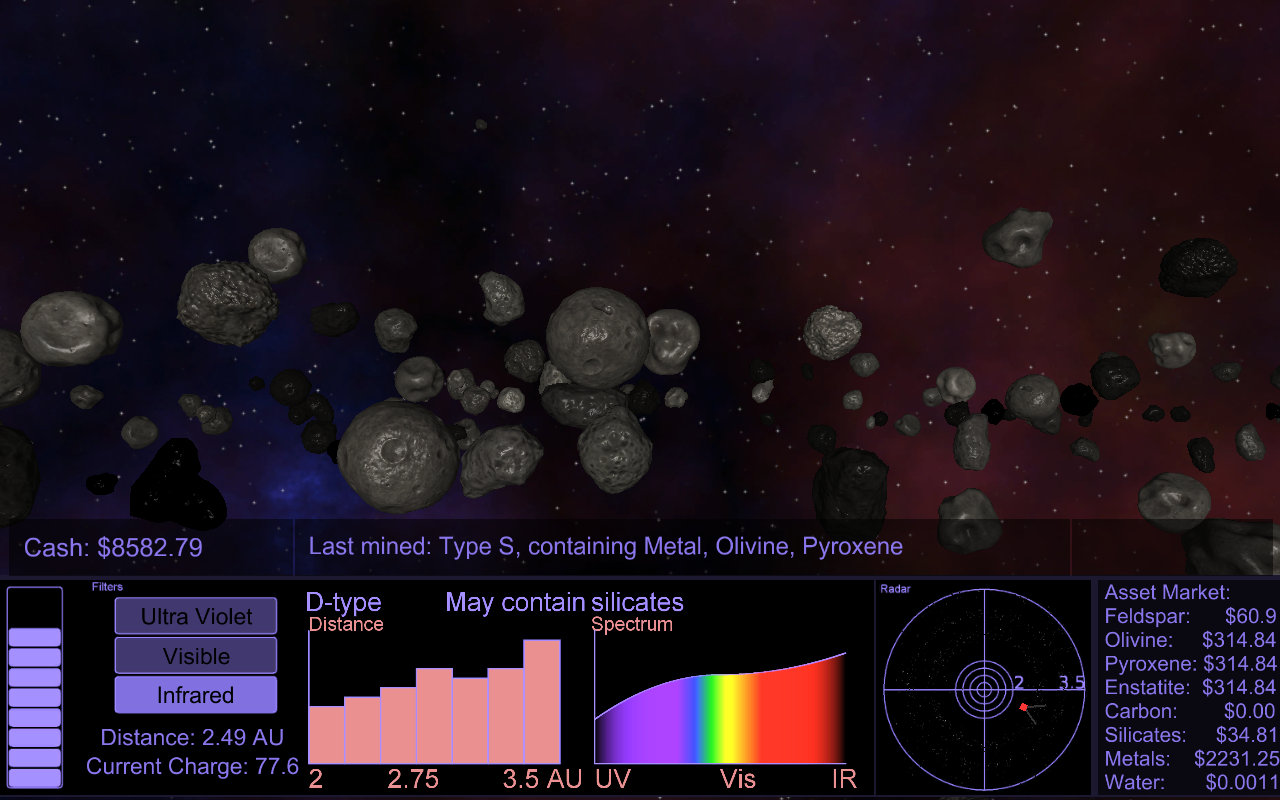 Cash: $8582.79
Last mined: Type S, containing Metal, Olivine, Pyroxene
Filters
Ultra Violet
Visible
Infrared
Distance: 2.49 AU
Current Charge: 77.6
D-type May contain silicates
Distance
2 2.75 3.5 AU
Spectrum
UV Vis IR
Radar
2 3.5
Asset Market:
Feldspar: $60.9
Olivine: $314.84
Pyroxene: $314.84
Enstatite: $314.84
Carbon: $0.00
Silicates: $34.81
Metals: $2231.25
Water: $0.0011